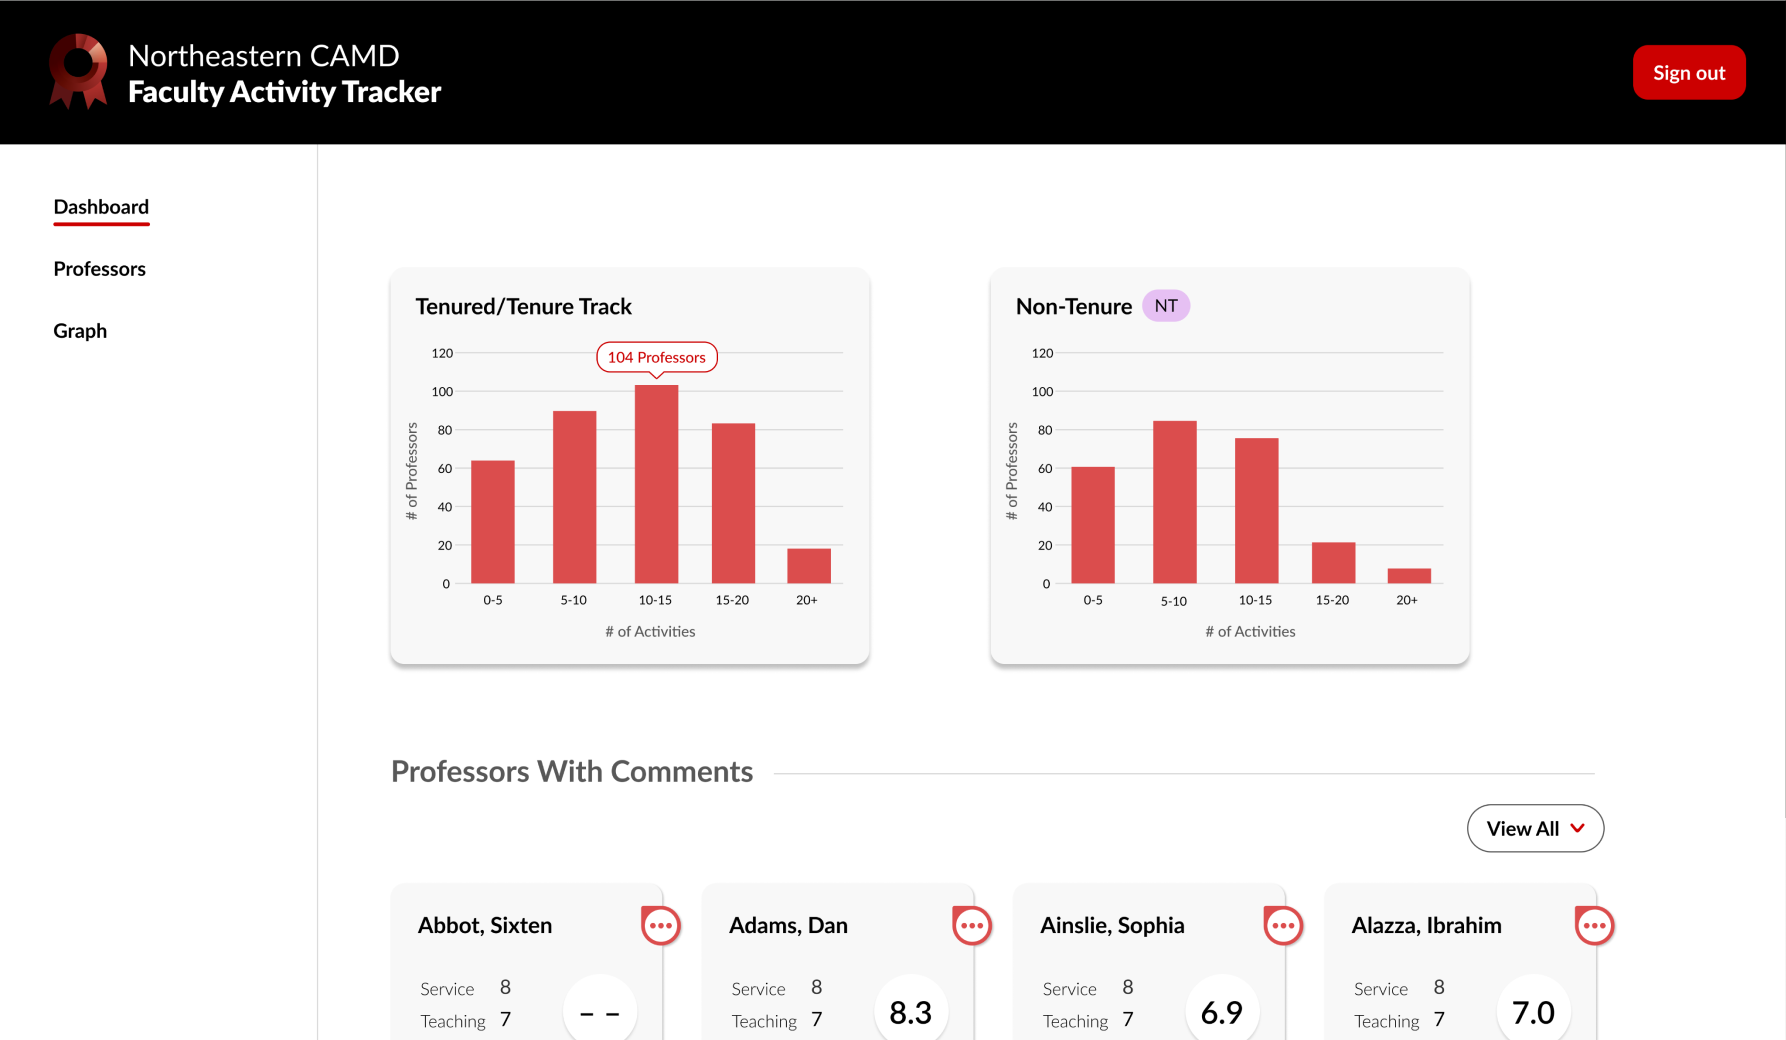 Northeastern CAMD
Faculty Activity Tracker
Sign out
Dashboard
Professors
Graph
Tenured/Tenure Track
104 Professors
120
100
80
60
40
20
0
# of Professors
0-5 5-10 10-15 15-20 20+
# of Activities
Non-Tenure NT
120
100
80
60
40
20
0
# of Professors
0-5 5-10 10-15 15-20 20+
# of Activities
Professors With Comments
View All
Abbot, Sixten
Service 8
Teaching 7
– –
Adams, Dan
Service 8
Teaching 7
8.3
Ainslie, Sophia
Service 8
Teaching 7
6.9
Alazza, Ibrahim
Service 8
Teaching 7
7.0